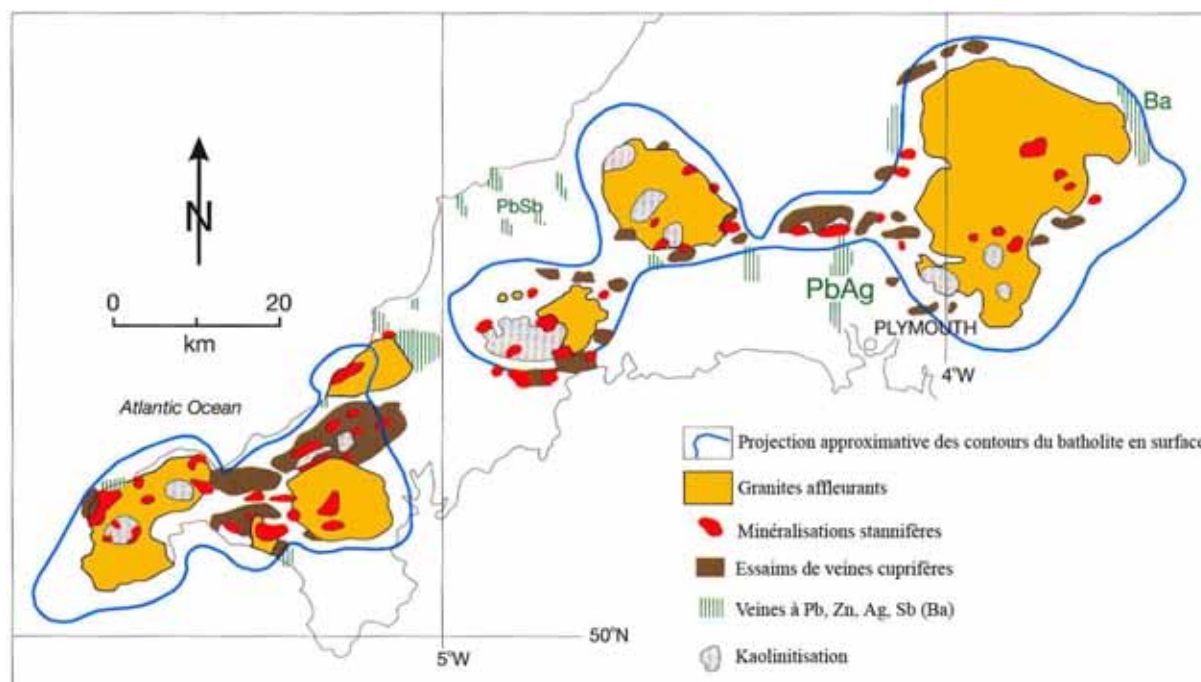 Ba
PbSb
N
PbAg
0 20
km
PLYMOUTH
4°W
Atlantic Ocean
Projection approximative des contours du batholite en surface
Granites affleurants
Minéralisations stannifères
Essaims de veines cuprifères
Veines à Pb, Zn, Ag, Sb (Ba)
50°N
5°W
Kaolinitisation